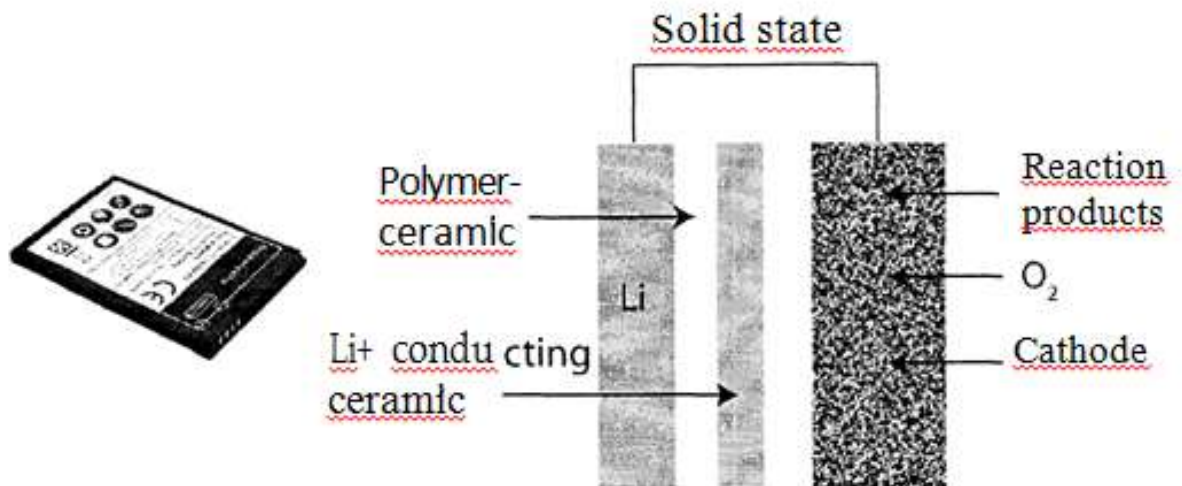 Solid state
Polymer-
ceramic
Li
Li+ condu cting
ceramic
Reaction
products
O₂
Cathode